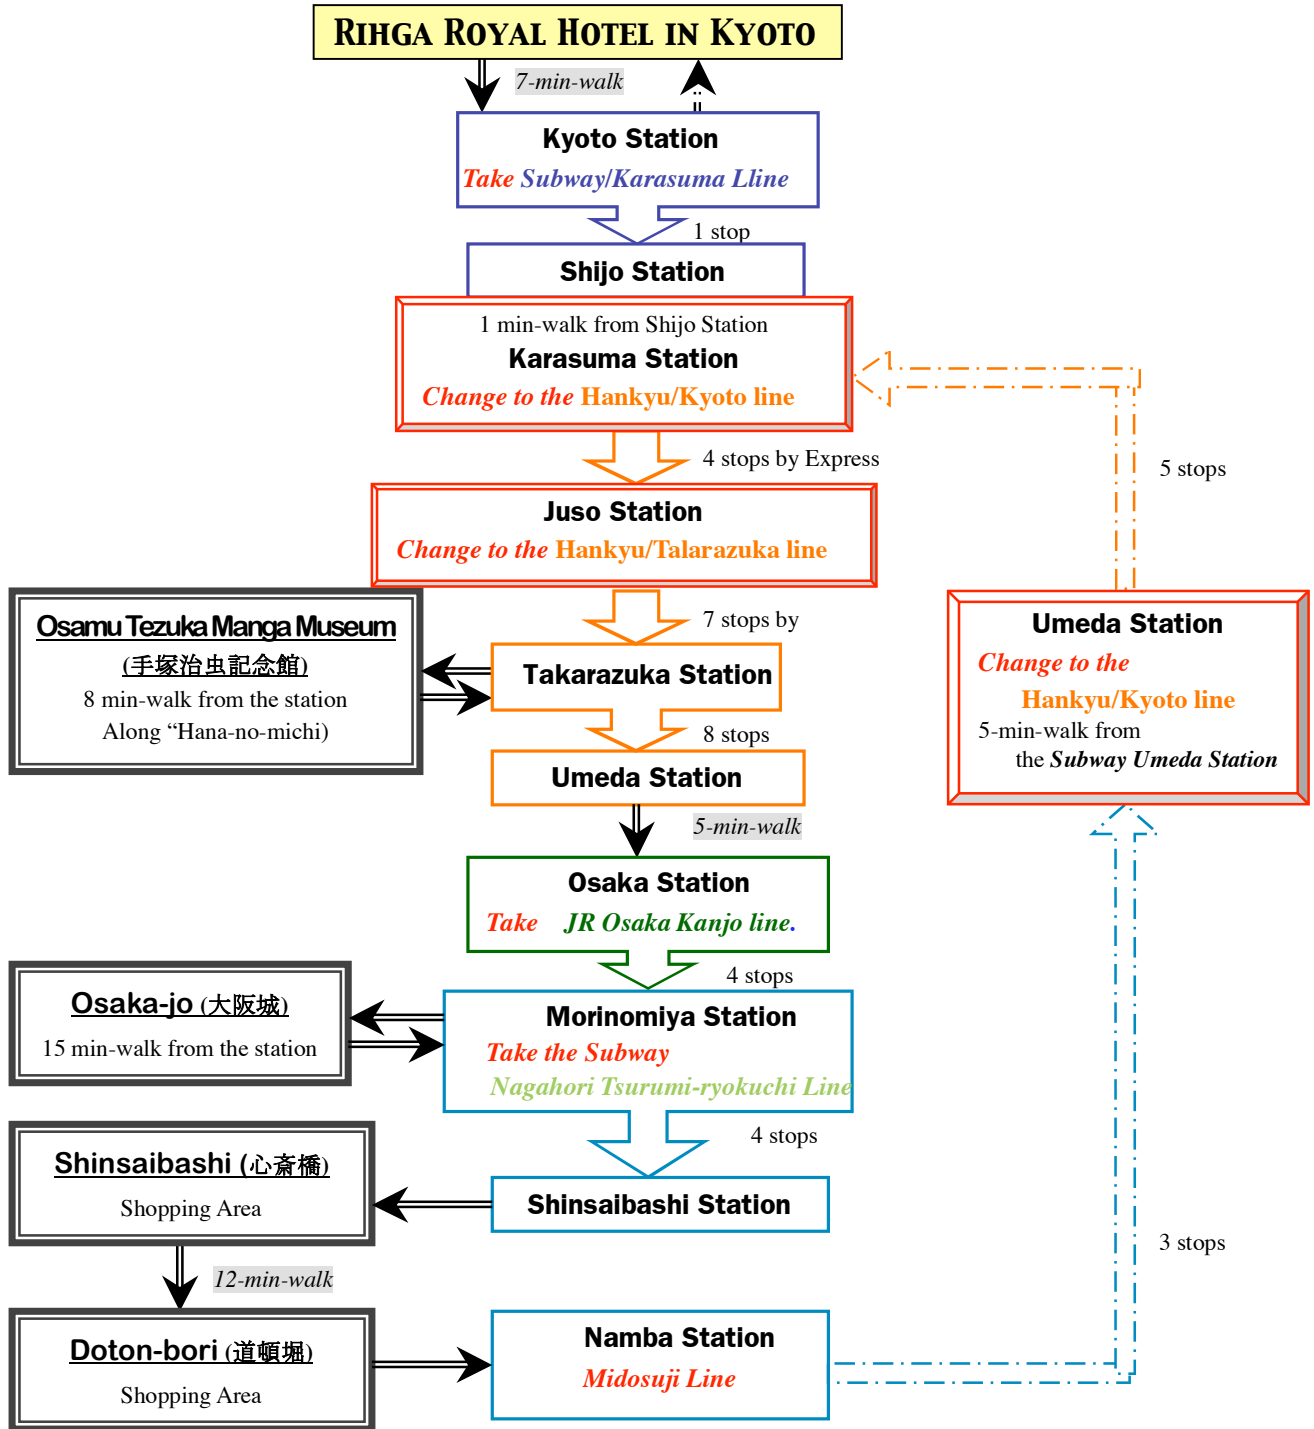 RIHGA ROYAL HOTEL IN KYOTO
7-min-walk
Kyoto Station
Take Subway/Karasuma Lline
1 stop
Shijo Station
1 min-walk from Shijo Station
Karasuma Station
Change to the Hankyu/Kyoto line
4 stops by Express
5 stops
Juso Station
Change to the Hankyu/Talarazuka line
7 stops by
Osamu Tezuka Manga Museum
(手塚治虫記念館)
8 min-walk from the station
Along “Hana-no-michi)
Takarazuka Station
8 stops
Umeda Station
Umeda Station
Change to the
Hankyu/Kyoto line
5-min-walk from
the Subway Umeda Station
5-min-walk
Osaka Station
Take JR Osaka Kanjo line.
4 stops
Osaka-jo (大阪城)
15 min-walk from the station
Morinomiya Station
Take the Subway
Nagahori Tsurumi-ryokuchi Line
4 stops
Shinsaibashi (心斎橋)
Shopping Area
Shinsaibashi Station
3 stops
12-min-walk
Doton-bori (道頓堀)
Shopping Area
Namba Station
Midosuji Line